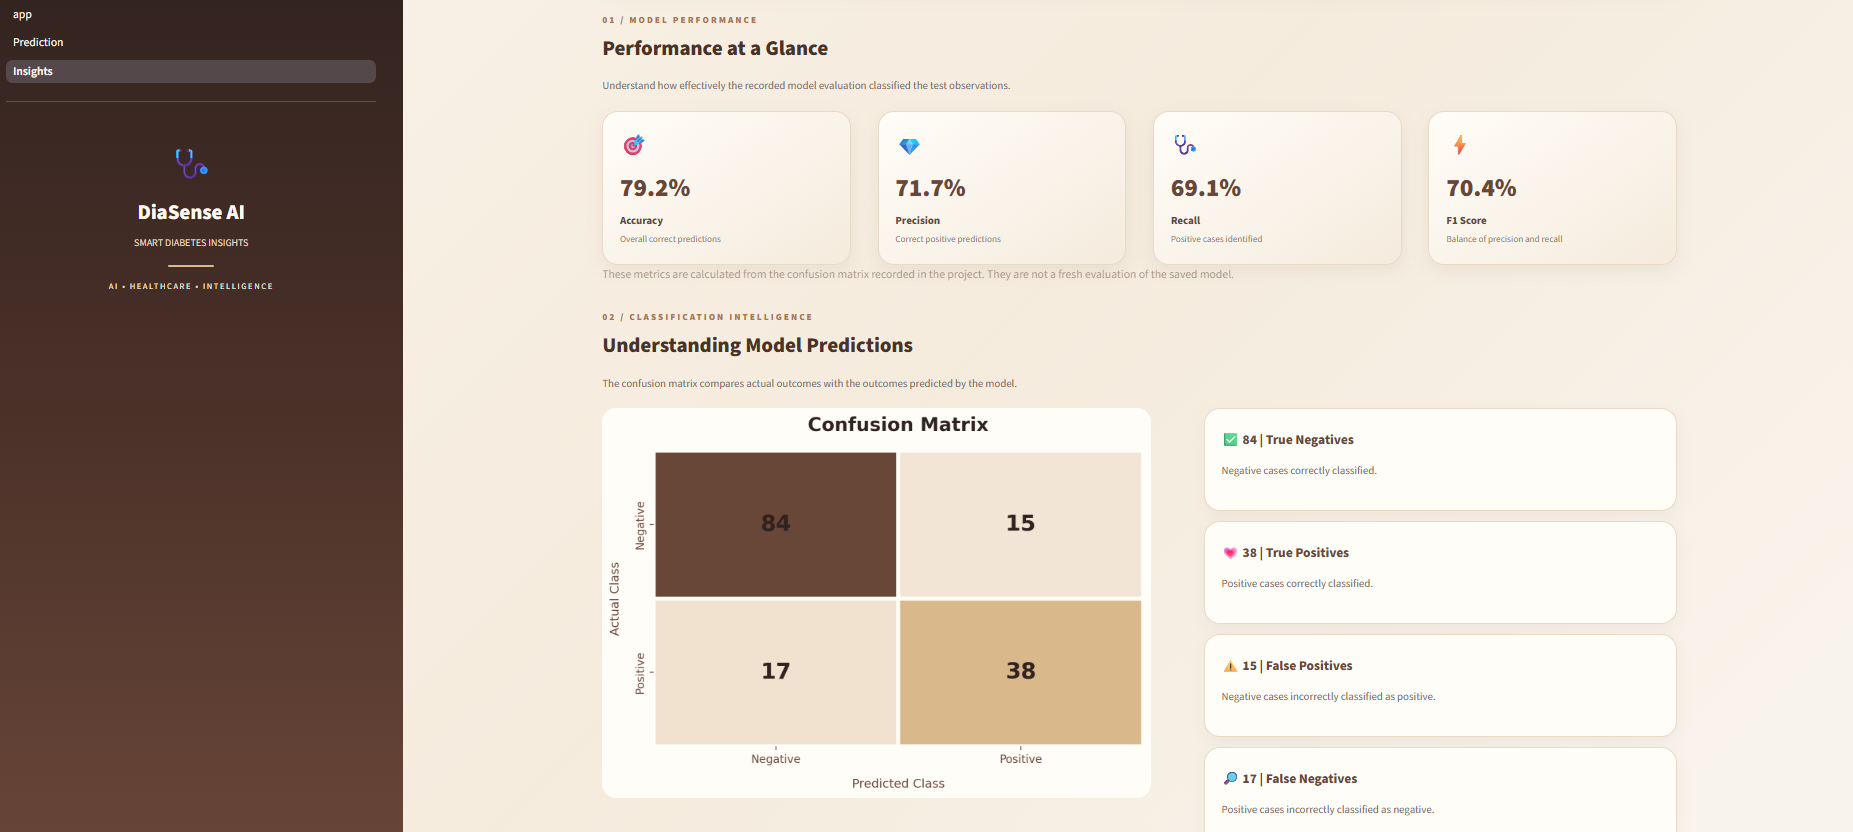 app
Prediction
Insights
DiaSense AI
SMART DIABETES INSIGHTS
AI • HEALTHCARE • INTELLIGENCE
01 / MODEL PERFORMANCE
Performance at a Glance
Understand how effectively the recorded model evaluation classified the test observations.
79.2%
Accuracy
Overall correct predictions
71.7%
Precision
Correct positive predictions
69.1%
Recall
Positive cases identified
70.4%
F1 Score
Balance of precision and recall
These metrics are calculated from the confusion matrix recorded in the project. They are not a fresh evaluation of the saved model.
02 / CLASSIFICATION INTELLIGENCE
Understanding Model Predictions
The confusion matrix compares actual outcomes with the outcomes predicted by the model.
Confusion Matrix
Actual Class
Negative
84
15
Positive
17
38
Negative
Positive
Predicted Class
84 | True Negatives
Negative cases correctly classified.
38 | True Positives
Positive cases correctly classified.
15 | False Positives
Negative cases incorrectly classified as positive.
17 | False Negatives
Positive cases incorrectly classified as negative.